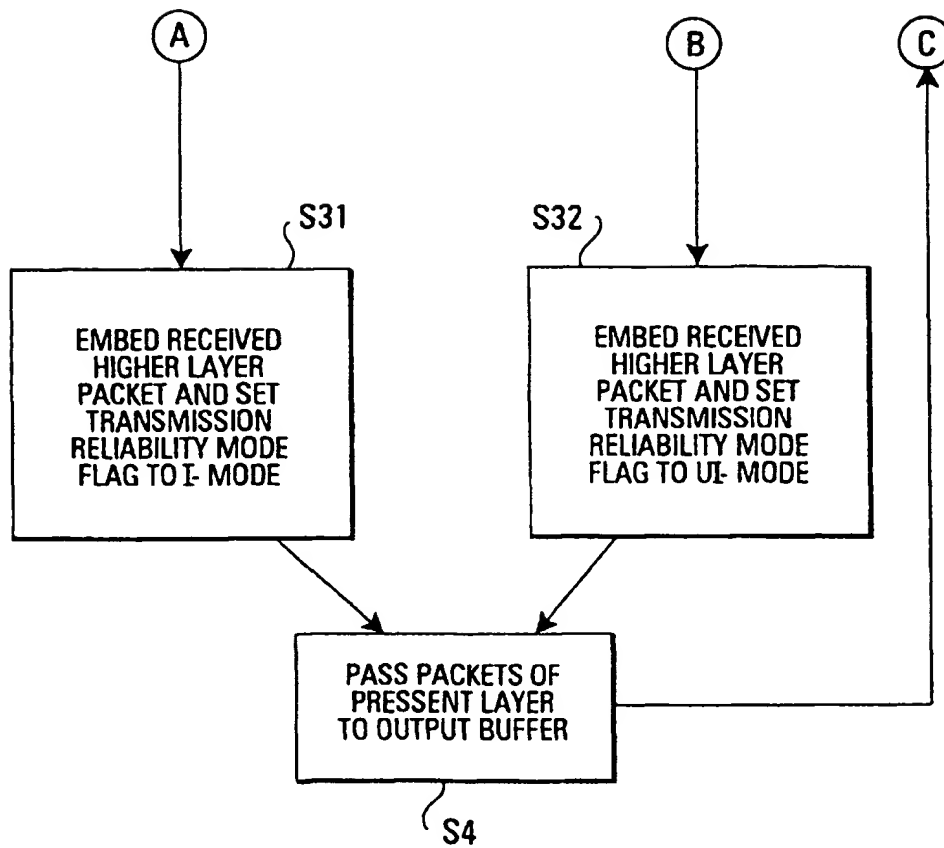 A
B
C
S31
S32
EMBED RECEIVED
HIGHER LAYER
PACKET AND SET
TRANSMISSION
RELIABILITY MODE
FLAG TO I- MODE
EMBED RECEIVED
HIGHER LAYER
PACKET AND SET
TRANSMISSION
RELIABILITY MODE
FLAG TO UI- MODE
PASS PACKETS OF
PRESSENT LAYER
TO OUTPUT BUFFER
S4